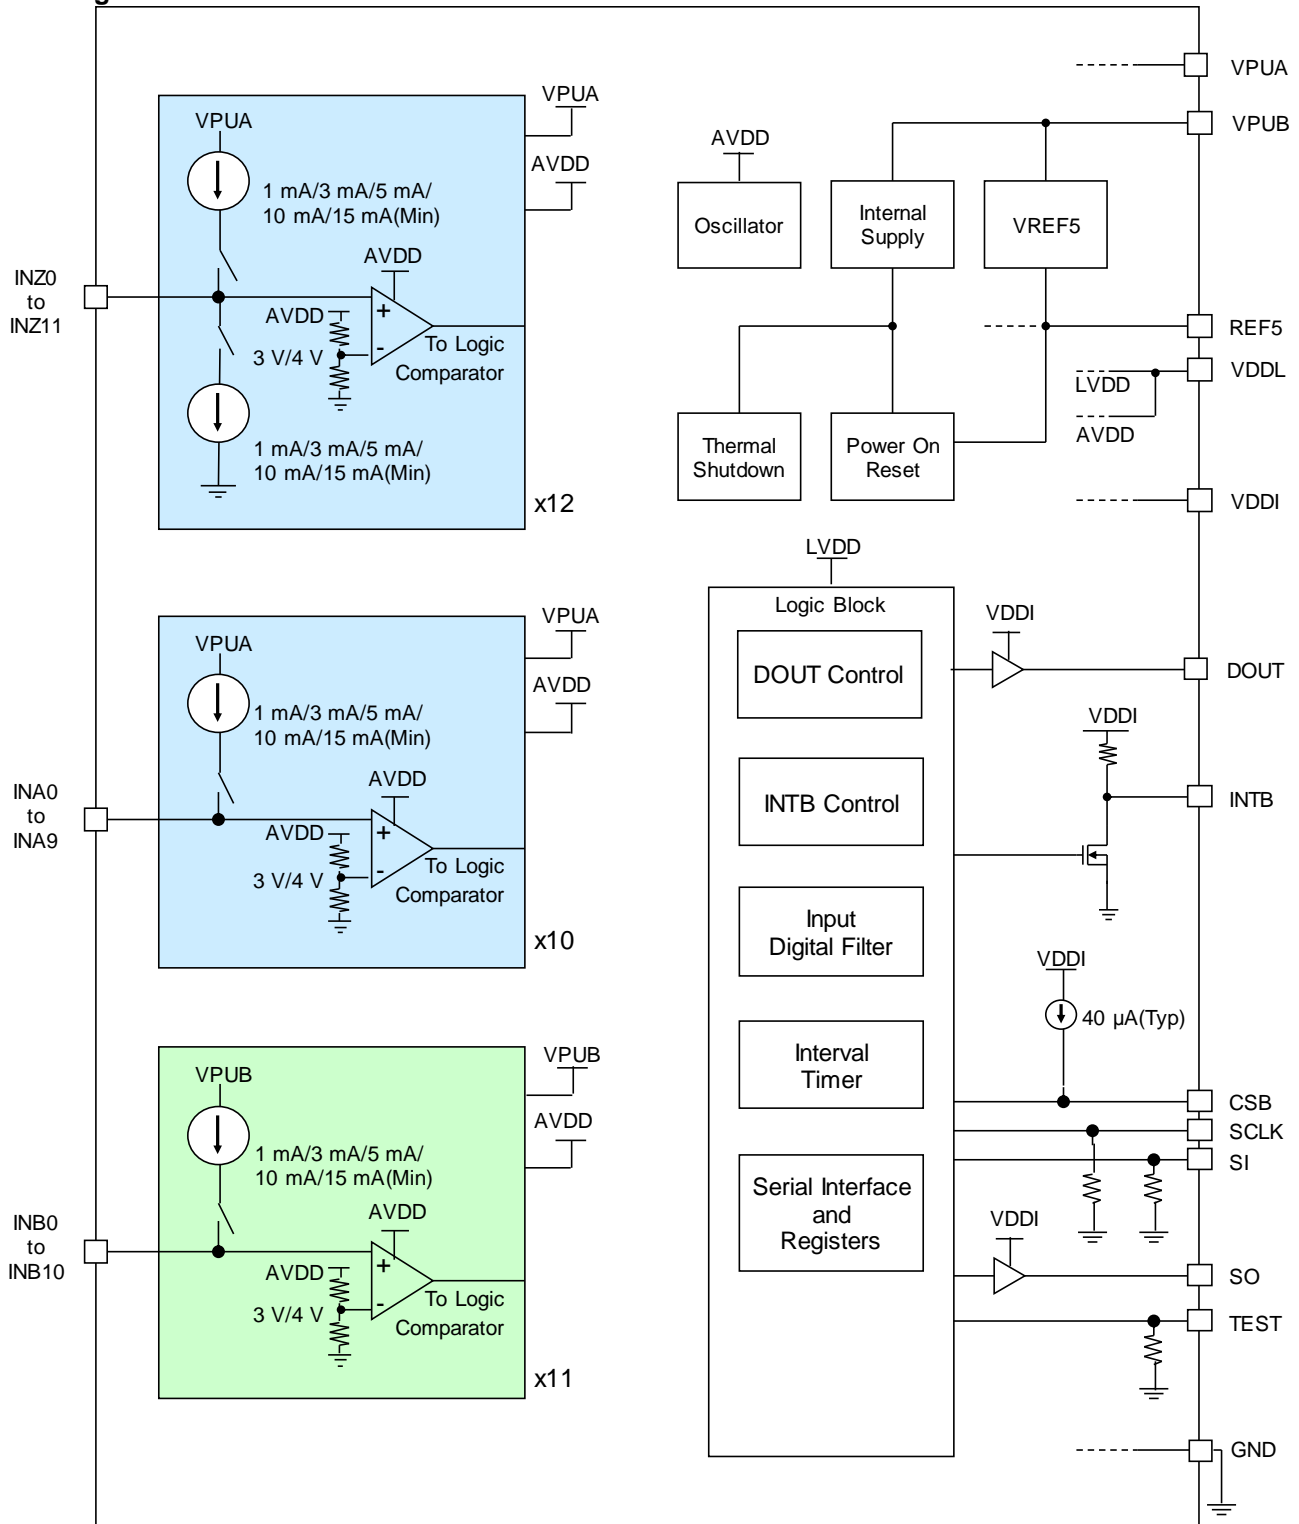 VPUA
VPUB
VPUA
AVDD
VPUA
1 mA/3 mA/5 mA/
10 mA/15 mA(Min)
AVDD
INZ0
to
INZ11
AVDD
+
3 V/4 V
-
To Logic
Comparator
1 mA/3 mA/5 mA/
10 mA/15 mA(Min)
x12
AVDD
Oscillator
Internal
Supply
VREF5
Thermal
Shutdown
Power On
Reset
REF5
VDDL
LVDD
AVDD
VDDI
VPUA
AVDD
VPUA
1 mA/3 mA/5 mA/
10 mA/15 mA(Min)
AVDD
INA0
to
INA9
AVDD
+
3 V/4 V
-
To Logic
Comparator
x10
VPUB
AVDD
VPUB
1 mA/3 mA/5 mA/
10 mA/15 mA(Min)
AVDD
INB0
to
INB10
AVDD
+
3 V/4 V
-
To Logic
Comparator
x11
LVDD
Logic Block
DOUT Control
INTB Control
Input
Digital Filter
Interval
Timer
Serial Interface
and
Registers
VDDI
DOUT
VDDI
INTB
VDDI
40 µA(Typ)
CSB
SCLK
SI
VDDI
SO
TEST
GND